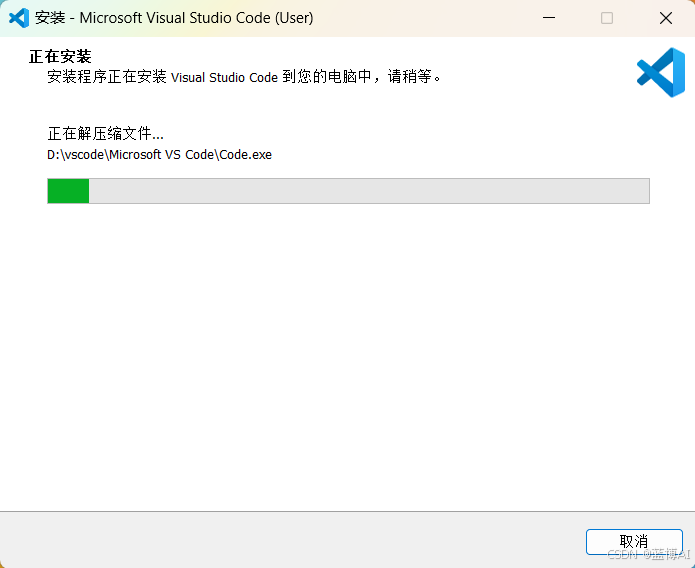 安装 - Microsoft Visual Studio Code (User)
正在安装
安装程序正在安装 Visual Studio Code 到您的电脑中，请稍等。
正在解压缩文件...
D:\vscode\Microsoft VS Code\Code.exe
取消
CSDN @蓝博AI